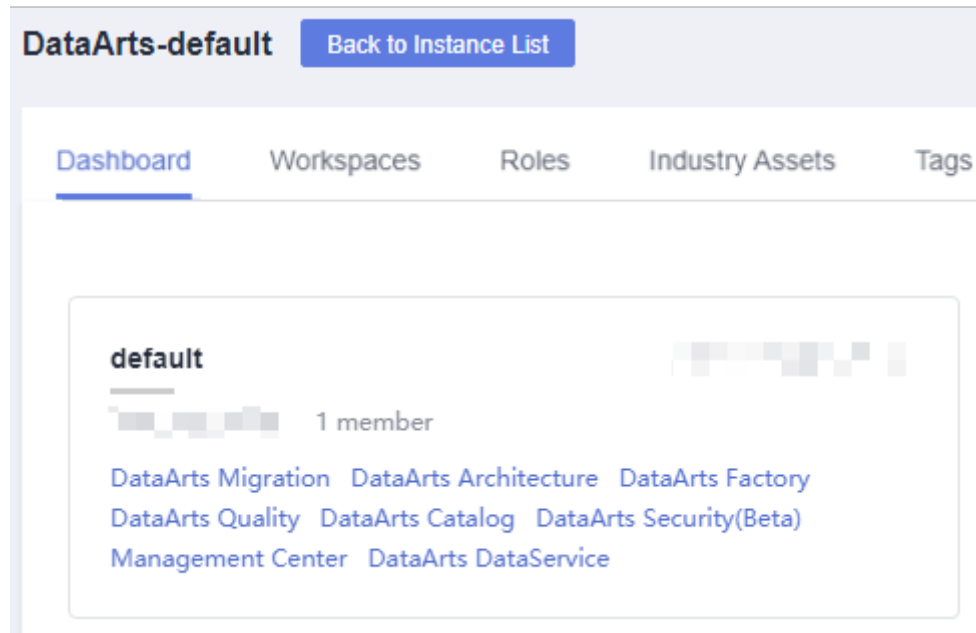 DataArts-default Back to Instance List
Dashboard Workspaces Roles Industry Assets Tags
default
1 member
DataArts Migration DataArts Architecture DataArts Factory
DataArts Quality DataArts Catalog DataArts Security(Beta)
Management Center DataArts DataService